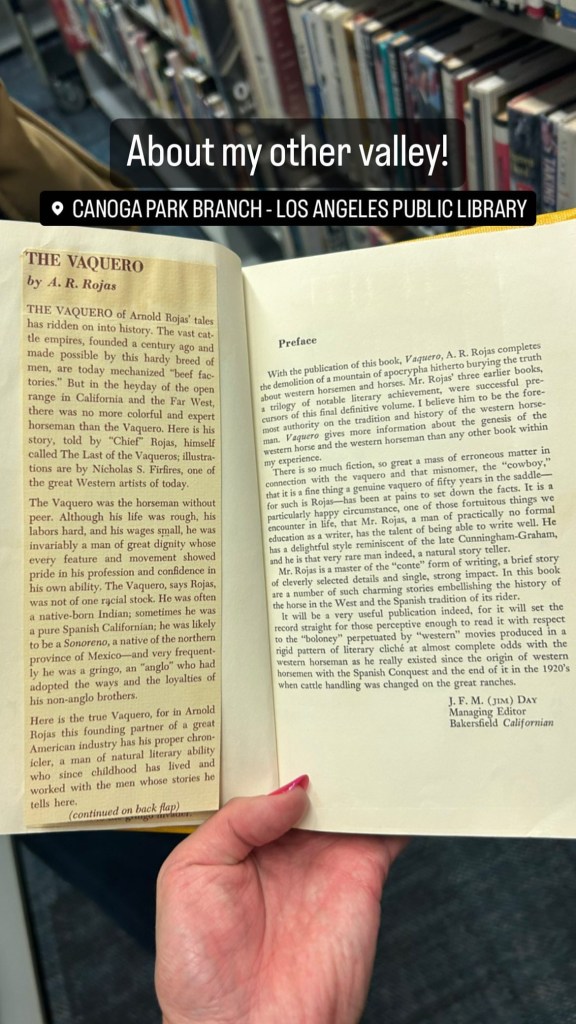 About my other valley!
CANOGA PARK BRANCH - LOS ANGELES PUBLIC LIBRARY
THE VAQUERO
by A. R. Rojas
THE VAQUERO of Arnold Rojas' tales
has ridden on into history. The vast cat-
tle empires, founded a century ago and
made possible by this hardy breed of
men, are today mechanized "beef fac-
tories." But in the heyday of the open
range in California and the Far West,
there was no more colorful and expert
horseman than the Vaquero. Here is his
story, told by "Chief" Rojas, himself
called The Last of the Vaqueros; illustra-
tions are by Nicholas S. Firfires, one of
the great Western artists of today.
The Vaquero was the horseman without
peer. Although his life was rough, his
labors hard, and his wages small, he was
invariably a man of great dignity whose
every feature and movement showed
pride in his profession and confidence in
his own ability. The Vaquero, says Rojas,
was not of one racial stock. He was often
a native-born Indian; sometimes he was
a pure Spanish Californian; he was likely
to be a Sonoreno, a native of the northern
province of Mexico—and very frequent-
ly he was a gringo, an "anglo" who had
adopted the ways and the loyalties of
his non-anglo brothers.
Here is the true Vaquero, for in Arnold
Rojas this founding partner of a great
American industry has his proper chron-
icler, a man of natural literary ability
who since childhood has lived and
worked with the men whose stories he
tells here.
(continued on back flap)
Preface
With the publication of this book, Vaquero, A. R. Rojas completes
the demolition of a mountain of apocrypha hitherto burying the truth
about western horsemen and horses. Mr. Rojas' three earlier books,
a trilogy of notable literary achievement, were successful pre-
cursors of this final definitive volume. I believe him to be the fore-
most authority on the tradition and history of the western horse-
man. Vaquero gives more information about the genesis of the
western horse and the western horseman than any other book within
my experience.
There is so much fiction, so great a mass of erroneous matter in
connection with the vaquero and that misnomer, the "cowboy,"
that it is a fine thing a genuine vaquero of fifty years in the saddle—
for such is Rojas—has been at pains to set down the facts. It is a
particularly happy circumstance, one of those fortuitous things we
encounter in life, that Mr. Rojas, a man of practically no formal
education as a writer, has the talent of being able to write well. He
has a delightful style reminiscent of the late Cunningham-Graham,
and he is that very rare man indeed, a natural story teller.
Mr. Rojas is a master of the "conte" form of writing, a brief story
of cleverly selected details and single, strong impact. In this book
are a number of such charming stories embellishing the history of
the horse in the West and the Spanish tradition of its rider.
It will be a very useful publication indeed, for it will set the
record straight for those perceptive enough to read it with respect
to the "boloney" perpetuated by "western" movies produced in a
rigid pattern of literary cliché at almost complete odds with the
western horseman as he really existed since the origin of western
horsemen with the Spanish Conquest and the end of it in the 1920's
when cattle handling was changed on the great ranches.
J. F. M. (JIM) DAY
Managing Editor
Bakersfield Californian